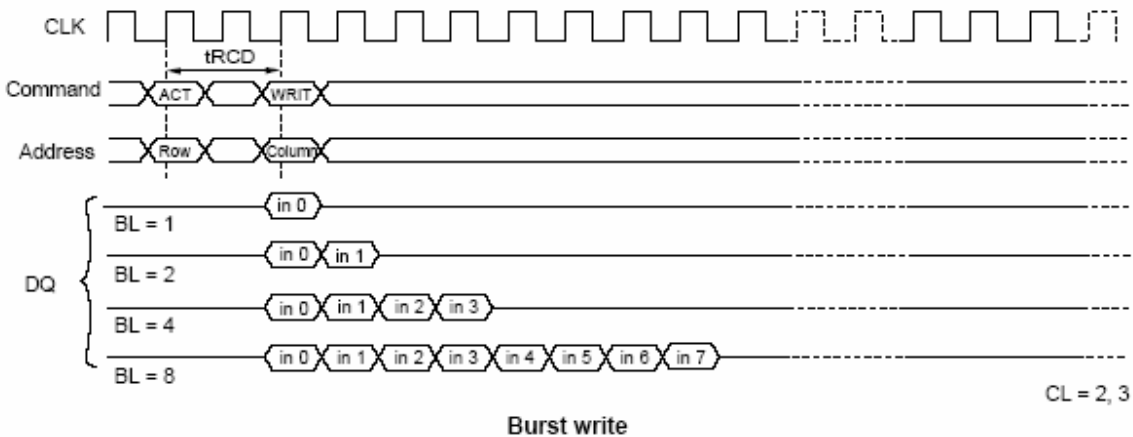 CLK
tRCD
Command ACT WRIT
Address Row Column
in 0
BL = 1
in 0 in 1
BL = 2
DQ
in 0 in 1 in 2 in 3
BL = 4
in 0 in 1 in 2 in 3 in 4 in 5 in 6 in 7
BL = 8
CL = 2, 3
Burst write